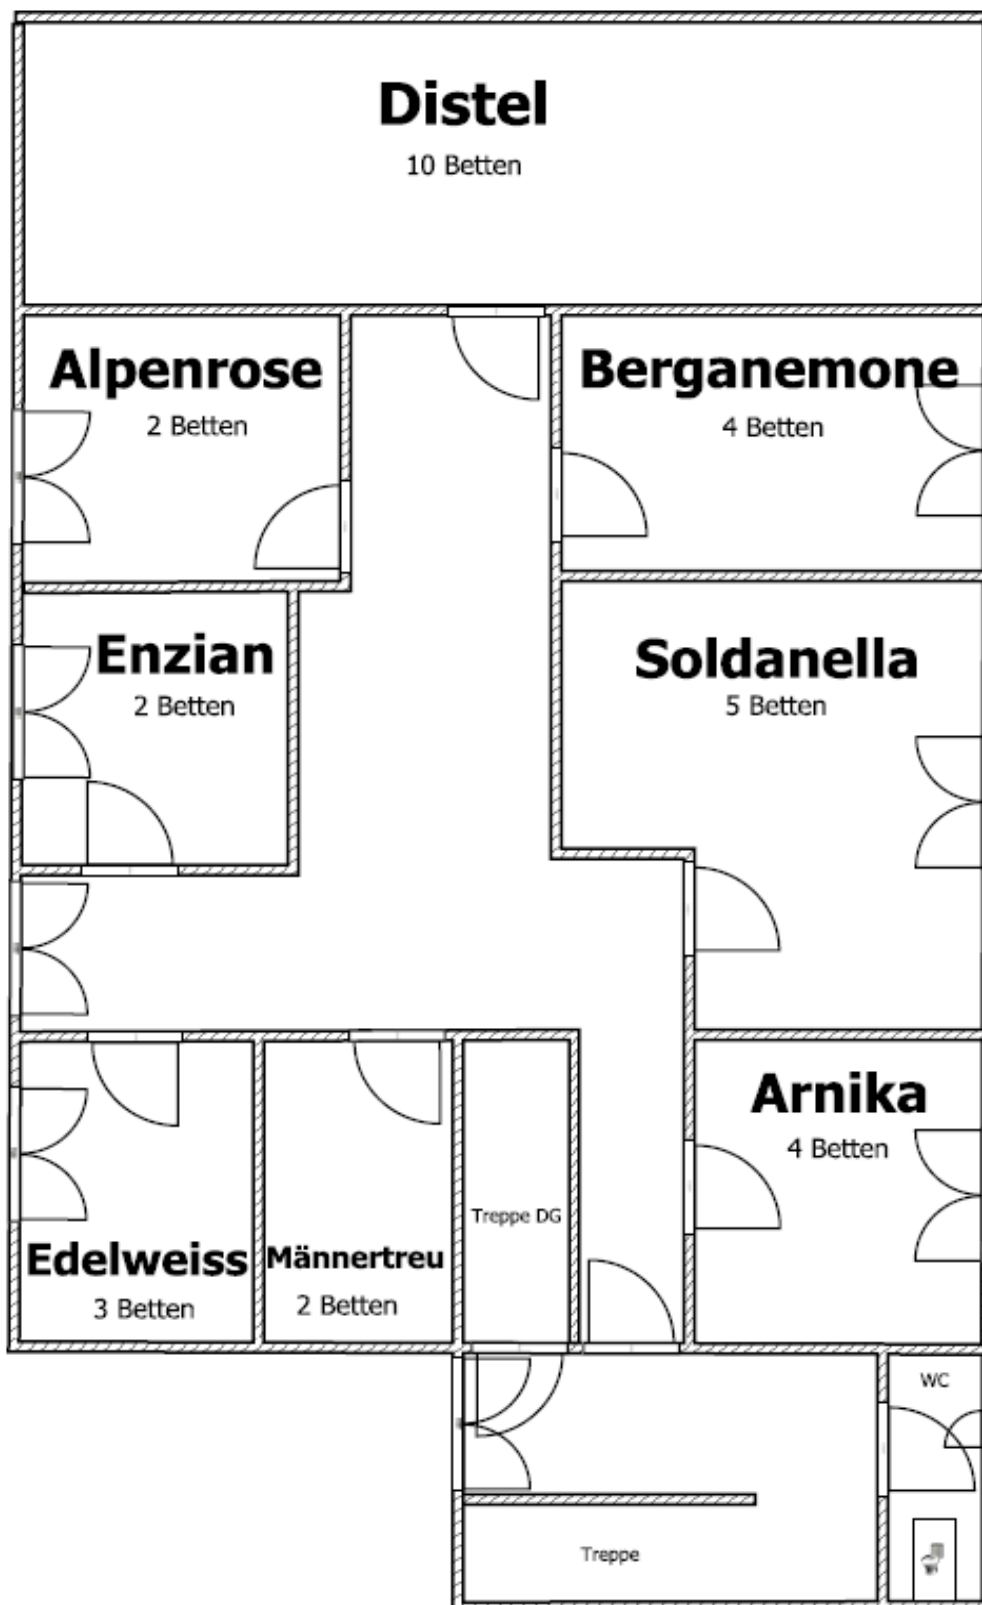 Distel
10 Betten
Alpenrose
2 Betten
Berganemone
4 Betten
Enzian
2 Betten
Soldanella
5 Betten
Arnika
4 Betten
Edelweiss
3 Betten
Männertreu
2 Betten
Treppe DG
WC
Treppe